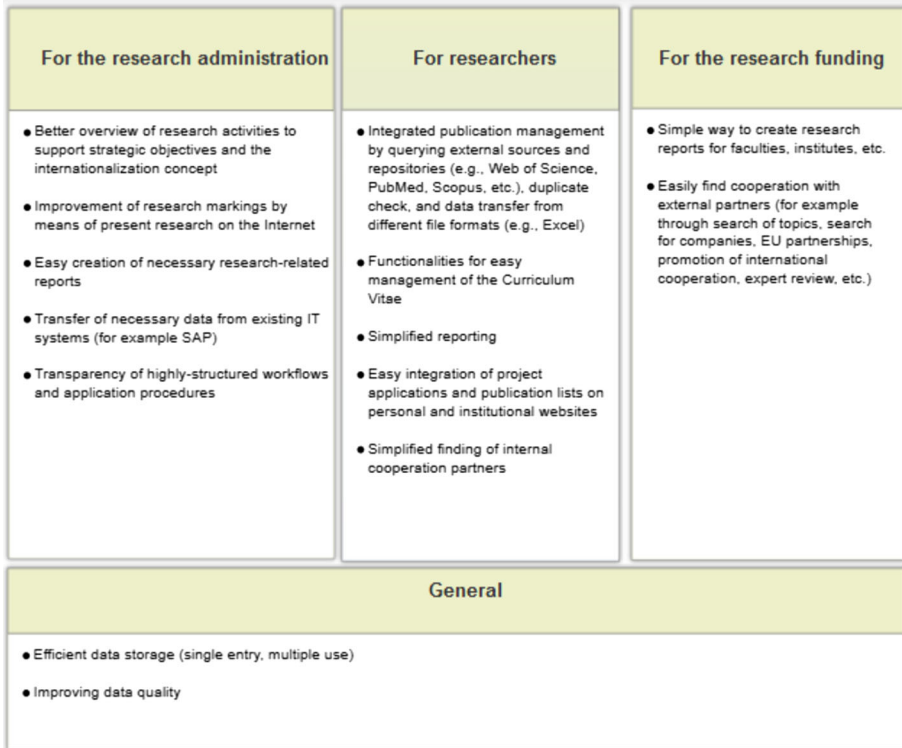 For the research administration
● Better overview of research activities to
support strategic objectives and the
internationalization concept
● Improvement of research markings by
means of present research on the Internet
● Easy creation of necessary research-related
reports
● Transfer of necessary data from existing IT
systems (for example SAP)
● Transparency of highly-structured workflows
and application procedures
For researchers
● Integrated publication management
by querying external sources and
repositories (e.g., Web of Science,
PubMed, Scopus, etc.), duplicate
check, and data transfer from
different file formats (e.g., Excel)
● Functionalities for easy
management of the Curriculum
Vitae
● Simplified reporting
● Easy integration of project
applications and publication lists on
personal and institutional websites
● Simplified finding of internal
cooperation partners
For the research funding
● Simple way to create research
reports for faculties, institutes, etc.
● Easily find cooperation with
external partners (for example
through search of topics, search
for companies, EU partnerships,
promotion of international
cooperation, expert review, etc.)
General
● Efficient data storage (single entry, multiple use)
● Improving data quality